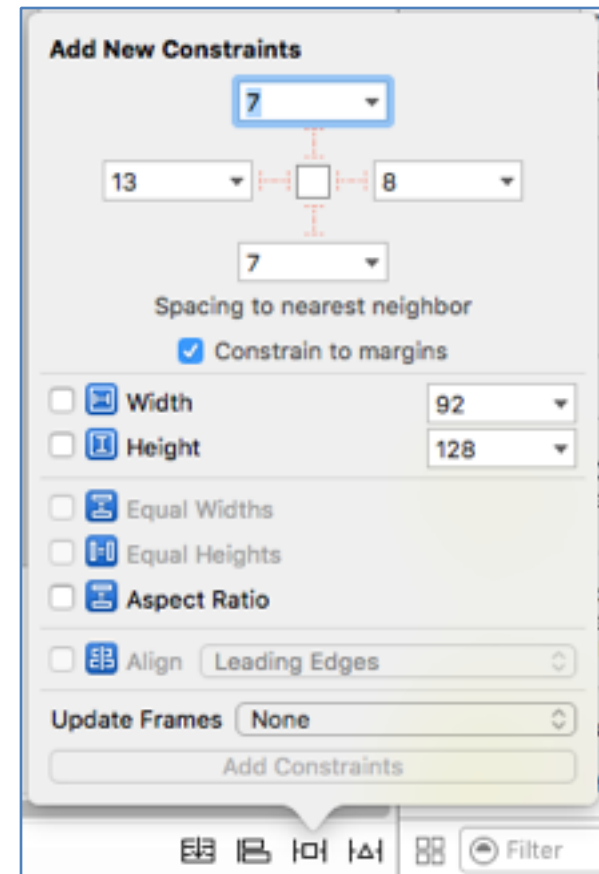 Add New Constraints
7
13 8
7
Spacing to nearest neighbor
Constrain to margins
Width 92
Height 128
Equal Widths
Equal Heights
Aspect Ratio
Align Leading Edges
Update Frames None
Add Constraints
Filter